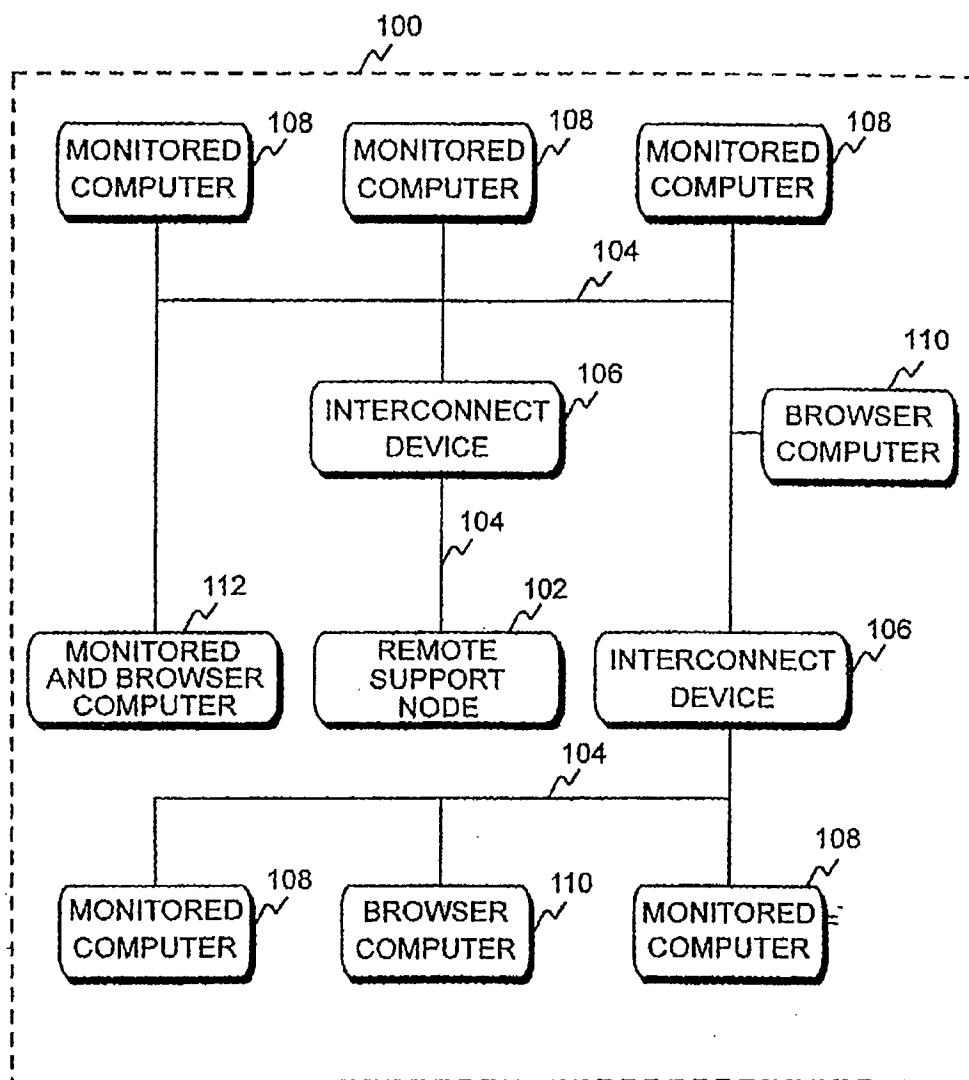 100
108
108
108
MONITORED
COMPUTER
MONITORED
COMPUTER
MONITORED
COMPUTER
104
110
106
INTERCONNECT
DEVICE
BROWSER
COMPUTER
104
112
102
106
MONITORED
AND BROWSER
COMPUTER
REMOTE
SUPPORT
NODE
INTERCONNECT
DEVICE
104
108
108
110
MONITORED
COMPUTER
BROWSER
COMPUTER
MONITORED
COMPUTER